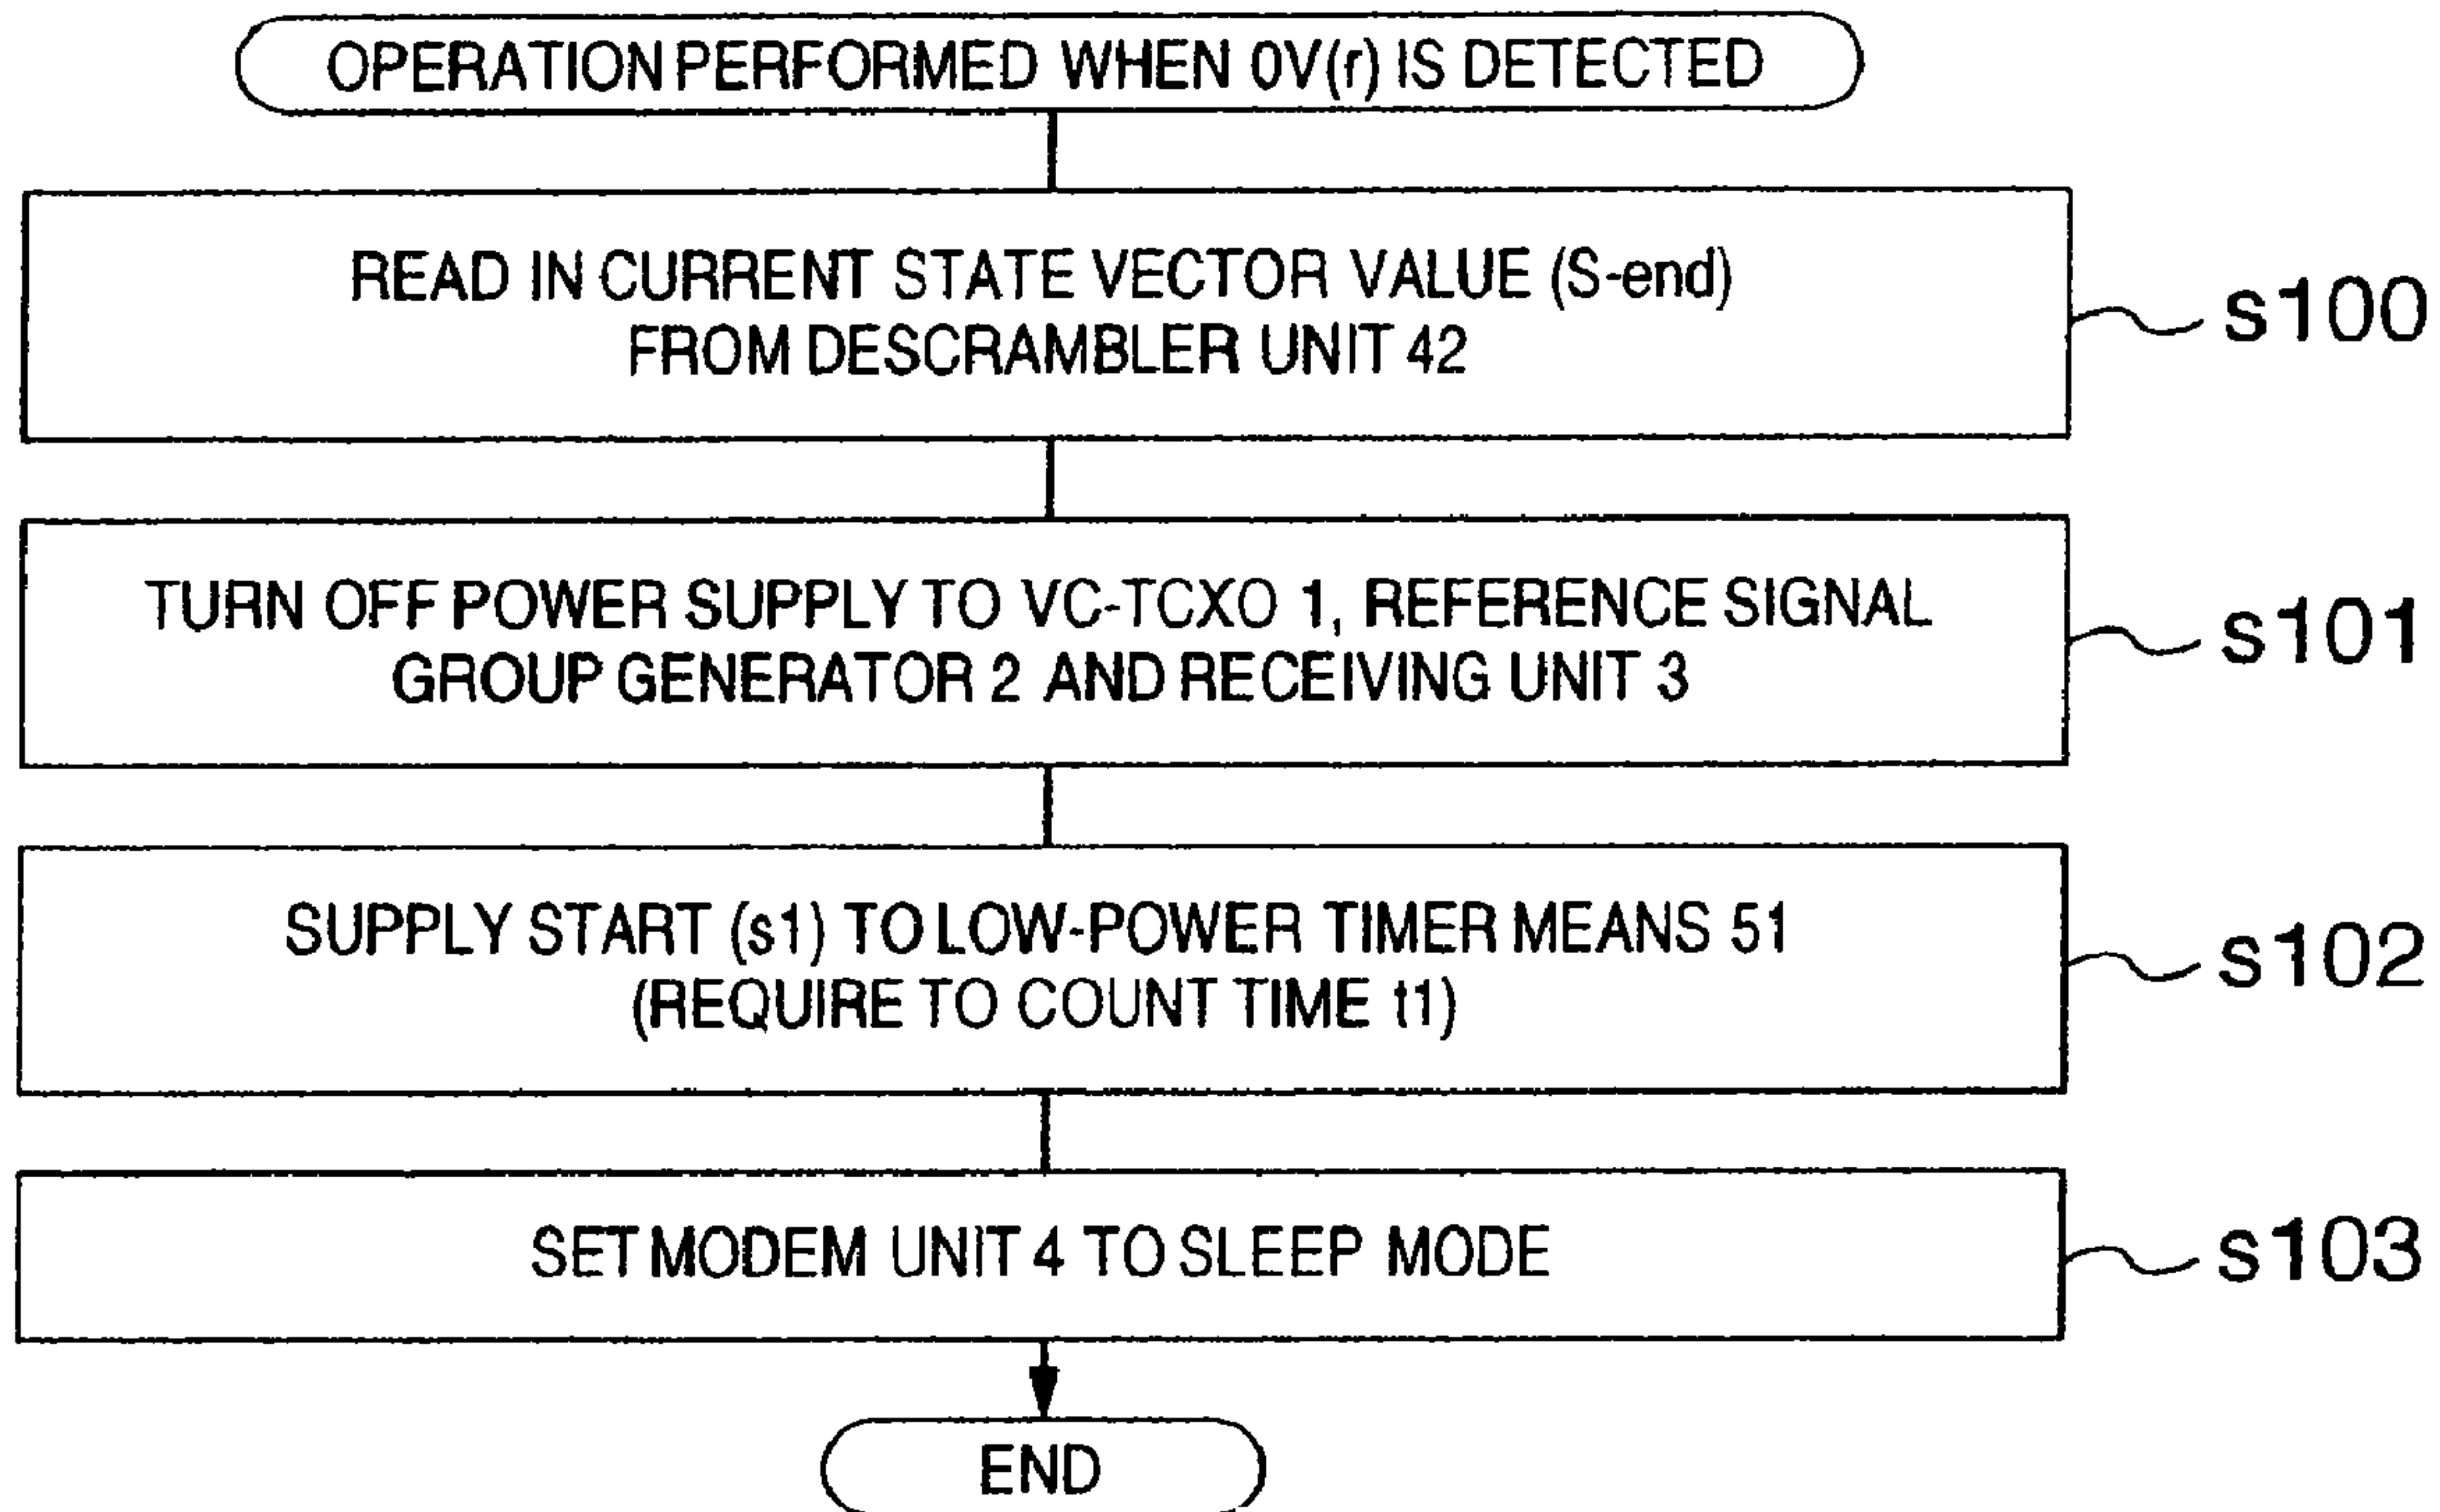 OPERATION PERFORMED WHEN 0V(r) IS DETECTED
READ IN CURRENT STATE VECTOR VALUE (S-end)
FROM DESCRAMBLER UNIT 42
s100
TURN OFF POWER SUPPLY TO VC-TCXO 1, REFERENCE SIGNAL
GROUP GENERATOR 2 AND RECEIVING UNIT 3
s101
SUPPLY START (s1) TO LOW-POWER TIMER MEANS 51
(REQUIRE TO COUNT TIME t1)
s102
SET MODEM UNIT 4 TO SLEEP MODE
s103
END